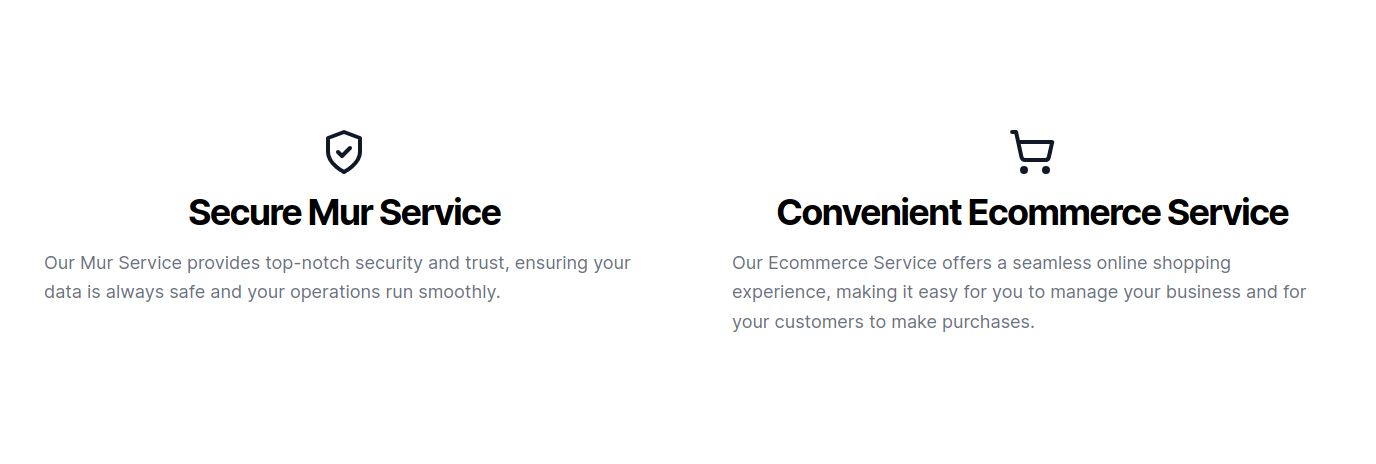 Secure Mur Service
Our Mur Service provides top-notch security and trust, ensuring your
data is always safe and your operations run smoothly.
Convenient Ecommerce Service
Our Ecommerce Service offers a seamless online shopping
experience, making it easy for you to manage your business and for
your customers to make purchases.